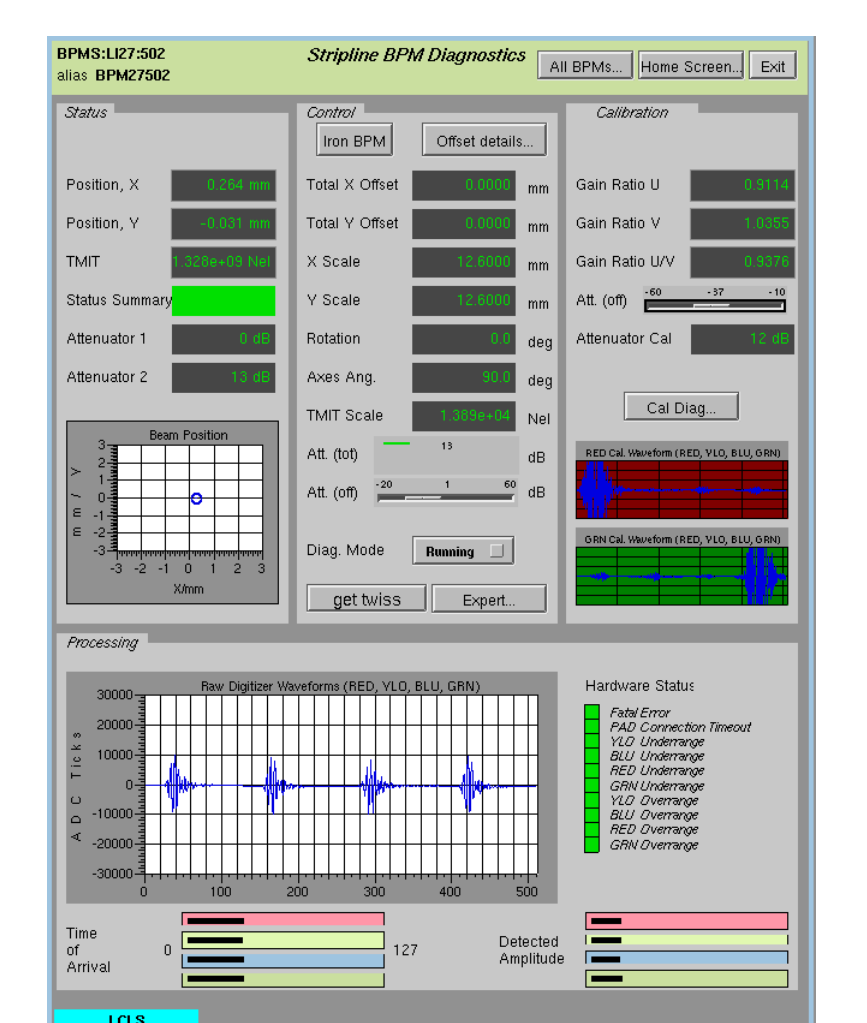 BPMS:LI27:502
alias BPM27502
Stripline BPM Diagnostics
All BPMs...
Home Screen...
Exit
Status
Position, X 0.264 mm
Position, Y -0.031 mm
TMIT 1.328e+09 Nel
Status Summary
Attenuator 1 0 dB
Attenuator 2 13 dB
Beam Position
mm / Y
3
2
1
0
-1
-2
-3
-3 -2 -1 0 1 2 3
X/mm
Control
Iron BPM
Offset details...
Total X Offset 0.0000 mm
Total Y Offset 0.0000 mm
X Scale 12.6000 mm
Y Scale 12.6000 mm
Rotation 0.0 deg
Axes Ang. 90.0 deg
TMIT Scale 1.389e+04 Nel
Att. (tot) 13 dB
Att. (off) -20 1 60 dB
Diag. Mode Running
get twiss
Expert...
Calibration
Gain Ratio U 0.9114
Gain Ratio V 1.0355
Gain Ratio U/V 0.9376
Att. (off) -60 -37 -10
Attenuator Cal 12 dB
Cal Diag...
RED Cal. Waveform (RED, YLO, BLU, GRN)
GRN Cal. Waveform (RED, YLO, BLU, GRN)
Processing
Raw Digitizer Waveforms (RED, YLO, BLU, GRN)
ADC Ticks
30000
20000
10000
0
-10000
-20000
-30000
0 100 200 300 400 500
Hardware Status
Fatal Error
PAD Connection Timeout
YLO Underrange
BLU Underrange
RED Underrange
GRN Underrange
YLO Overrange
BLU Overrange
RED Overrange
GRN Overrange
Time
of
Arrival
0
127
Detected
Amplitude
LCLS